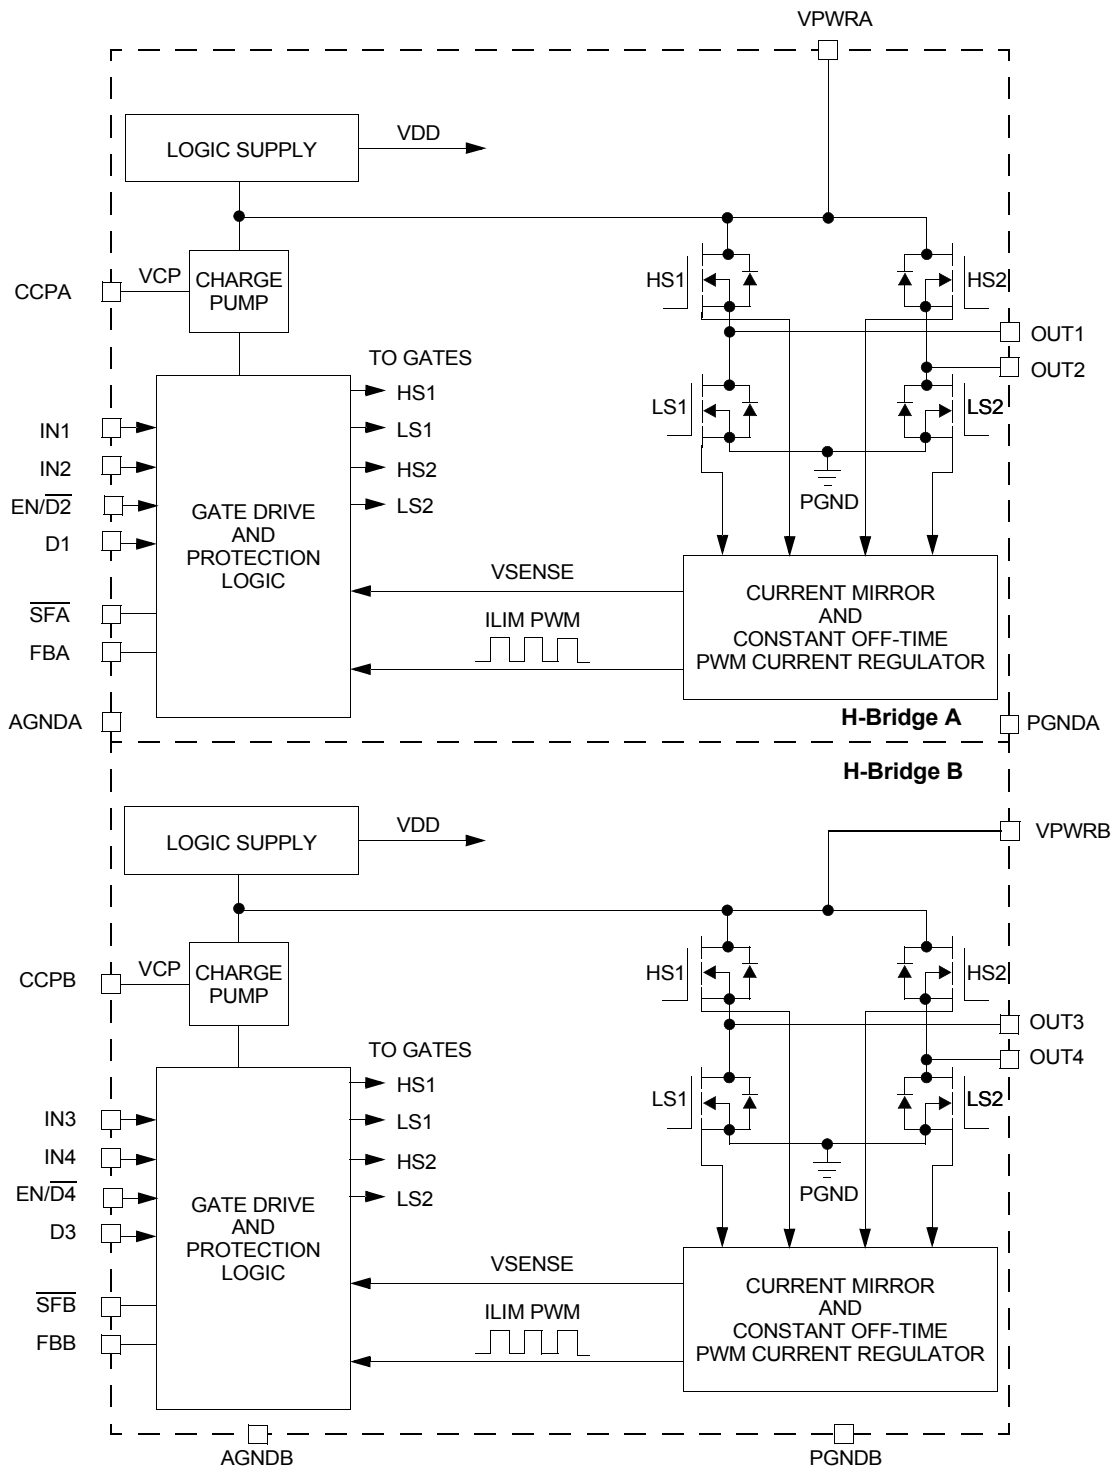 VPWRA
LOGIC SUPPLY
VDD
CCPA
VCP
CHARGE
PUMP
HS1
HS2
OUT1
OUT2
TO GATES
HS1
LS1
HS2
LS2
LS1
LS2
PGND
IN1
IN2
EN/D̅2̅
D1
S̅F̅A̅
FBA
AGNDA
GATE DRIVE
AND
PROTECTION
LOGIC
VSENSE
ILIM PWM
CURRENT MIRROR
AND
CONSTANT OFF-TIME
PWM CURRENT REGULATOR
H-Bridge A
PGNDA
H-Bridge B
LOGIC SUPPLY
VDD
VPWRB
CCPB
VCP
CHARGE
PUMP
HS1
HS2
OUT3
OUT4
TO GATES
HS1
LS1
HS2
LS2
LS1
LS2
PGND
IN3
IN4
EN/D̅4̅
D3
S̅F̅B̅
FBB
GATE DRIVE
AND
PROTECTION
LOGIC
VSENSE
ILIM PWM
CURRENT MIRROR
AND
CONSTANT OFF-TIME
PWM CURRENT REGULATOR
AGNDB
PGNDB